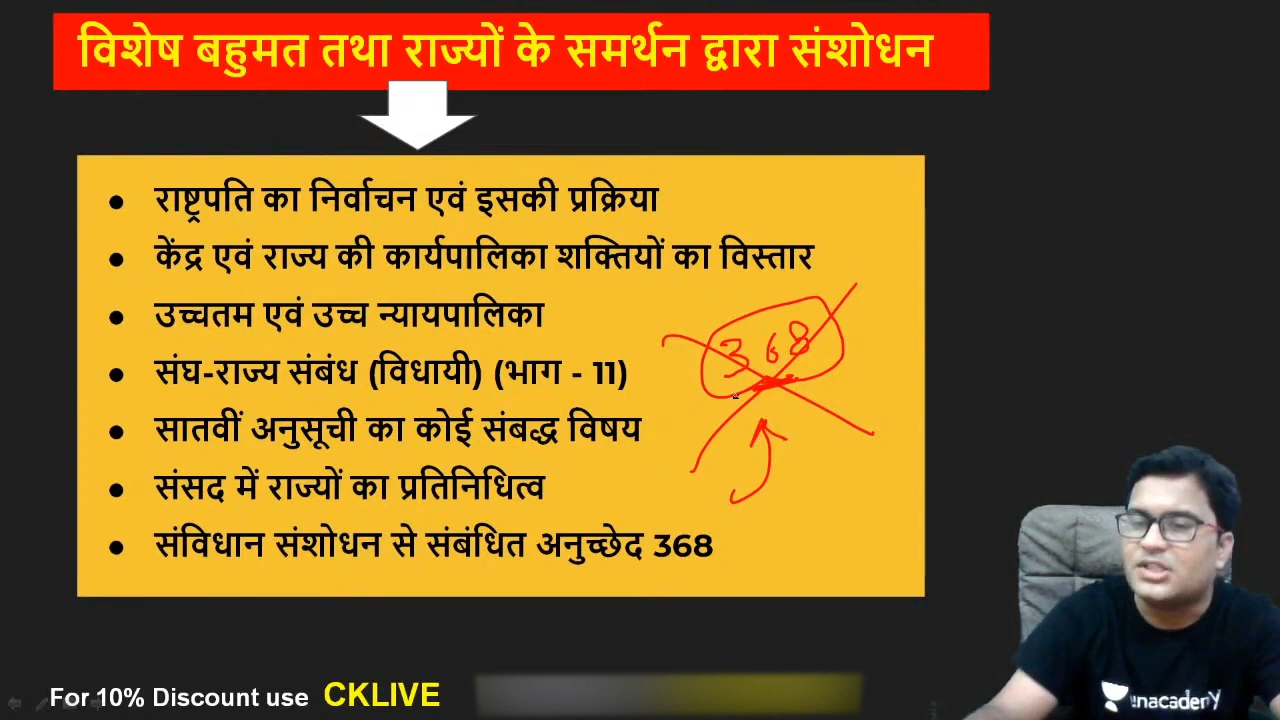 विशेष बहुमत तथा राज्यों के समर्थन द्वारा संशोधन
• राष्ट्रपति का निर्वाचन एवं इसकी प्रक्रिया
• केंद्र एवं राज्य की कार्यपालिका शक्तियों का विस्तार
• उच्चतम एवं उच्च न्यायपालिका
368
• संघ-राज्य संबंध (विधायी) (भाग - 11)
• सातवीं अनुसूची का कोई संबद्ध विषय
• संसद में राज्यों का प्रतिनिधित्व
• संविधान संशोधन से संबंधित अनुच्छेद 368
For 10% Discount use CKLIVE
unacademy